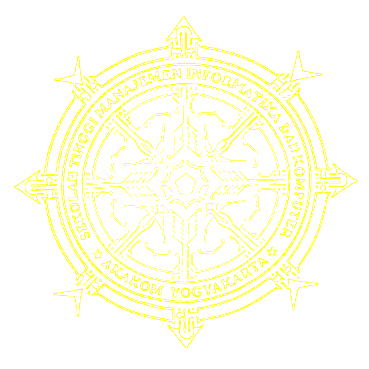 SEKOLAH TINGGI MANAJEMEN INFORMATIKA DAN KOMPUTER
AKAKOM YOGYAKARTA